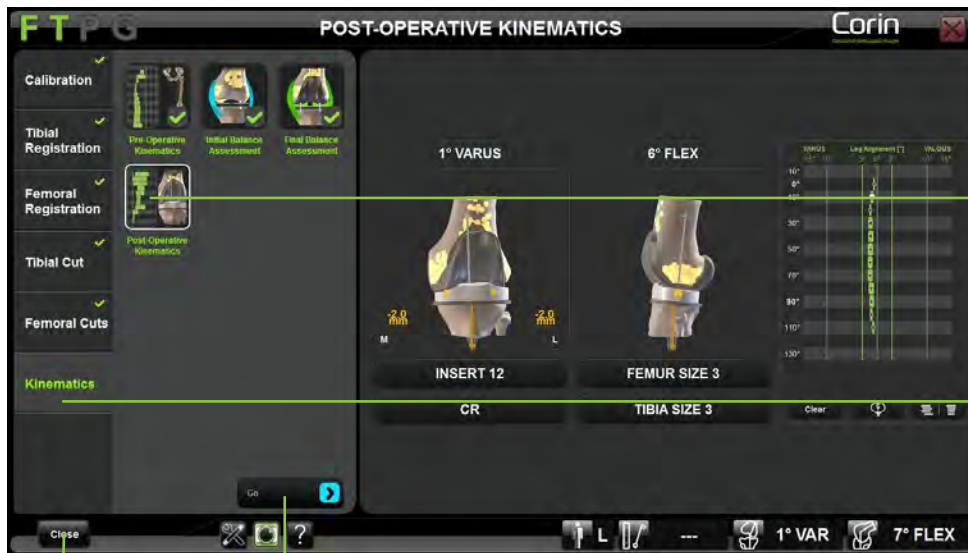 FTPG
POST-OPERATIVE KINEMATICS
Corin
Calibration
Tibial
Registration
Femoral
Registration
Tibial Cut
Femoral Cuts
Kinematics
Pre-Operative
Kinematics
Initial Balance
Assessment
Final Balance
Assessment
Post-Operative
Kinematics
Go
1° VARUS
6° FLEX
-2.0
mm
-2.0
mm
M
L
INSERT 12
FEMUR SIZE 3
CR
TIBIA SIZE 3
VARUS
Leg Alignment [°]
VALGUS
10°
0°
10°
30°
50°
70°
90°
110°
130°
Clear
Close
?
L
---
1° VAR
7° FLEX